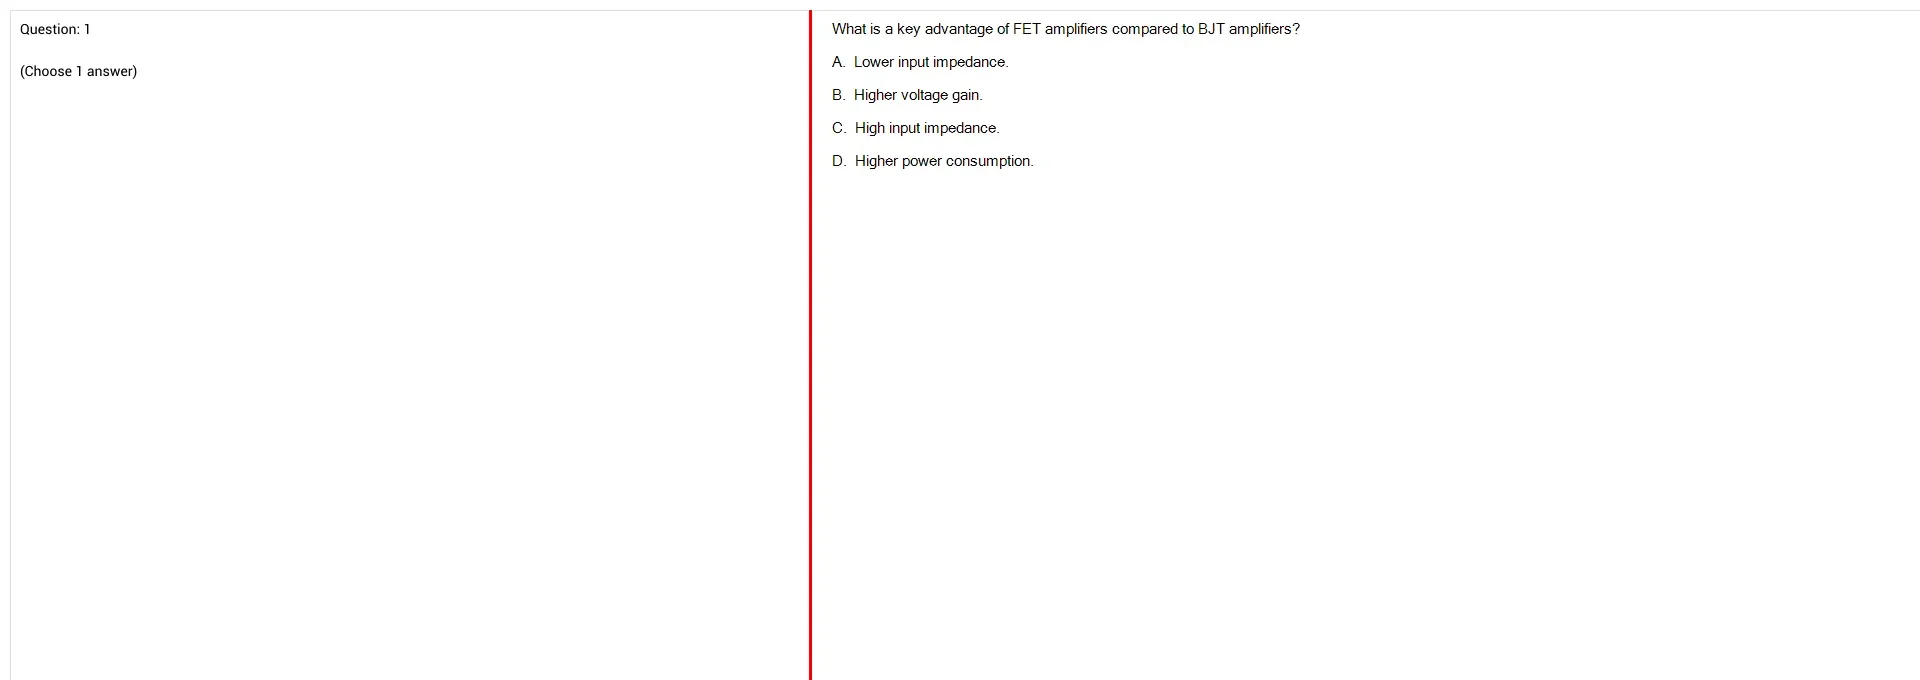 Question: 1
(Choose 1 answer)
What is a key advantage of FET amplifiers compared to BJT amplifiers?
A. Lower input impedance.
B. Higher voltage gain.
C. High input impedance.
D. Higher power consumption.